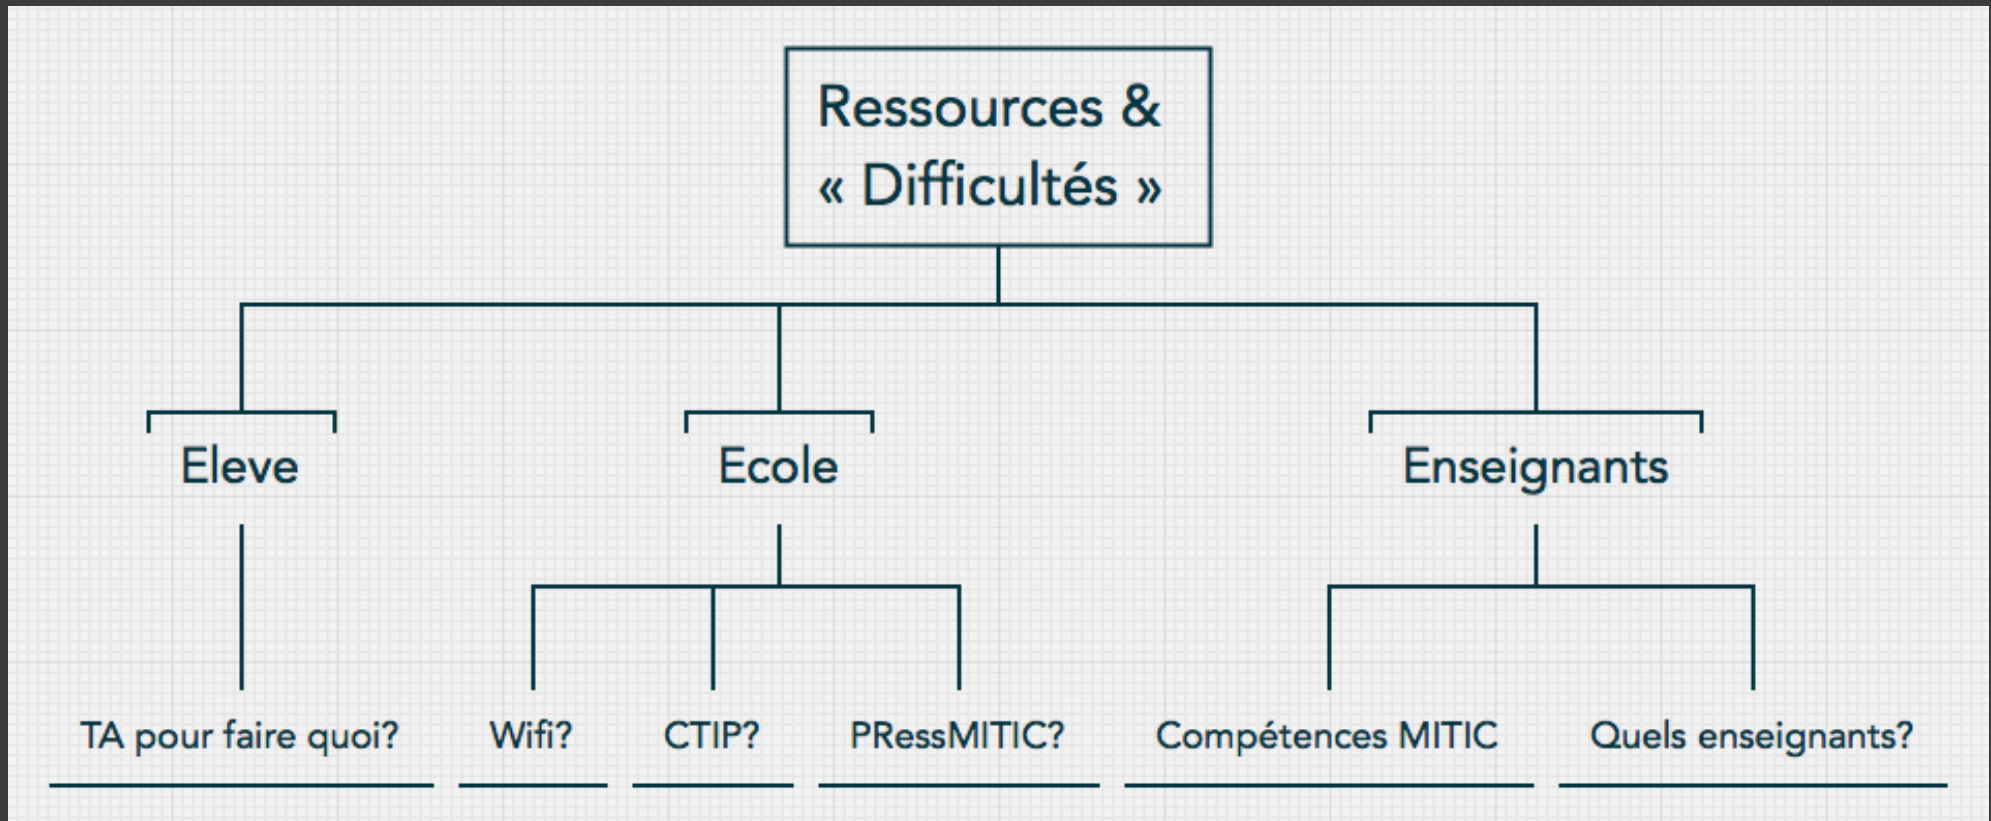 Ressources &
« Difficultés »
Eleve
Ecole
Enseignants
TA pour faire quoi?
Wifi?
CTIP?
PRessMITIC?
Compétences MITIC
Quels enseignants?